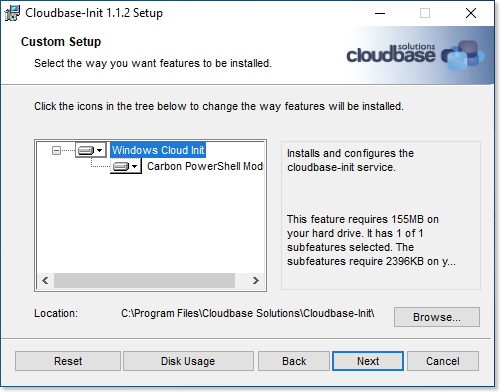 Cloudbase-Init 1.1.2 Setup
Custom Setup
Select the way you want features to be installed.
solutions
cloudbase
Click the icons in the tree below to change the way features will be installed.
Windows Cloud Init
Carbon PowerShell Mod
Installs and configures the
cloudbase-init service.
This feature requires 155MB on
your hard drive. It has 1 of 1
subfeatures selected. The
subfeatures require 2396KB on y...
Location:
C:\Program Files\Cloudbase Solutions\Cloudbase-Init\
Browse...
Reset
Disk Usage
Back
Next
Cancel